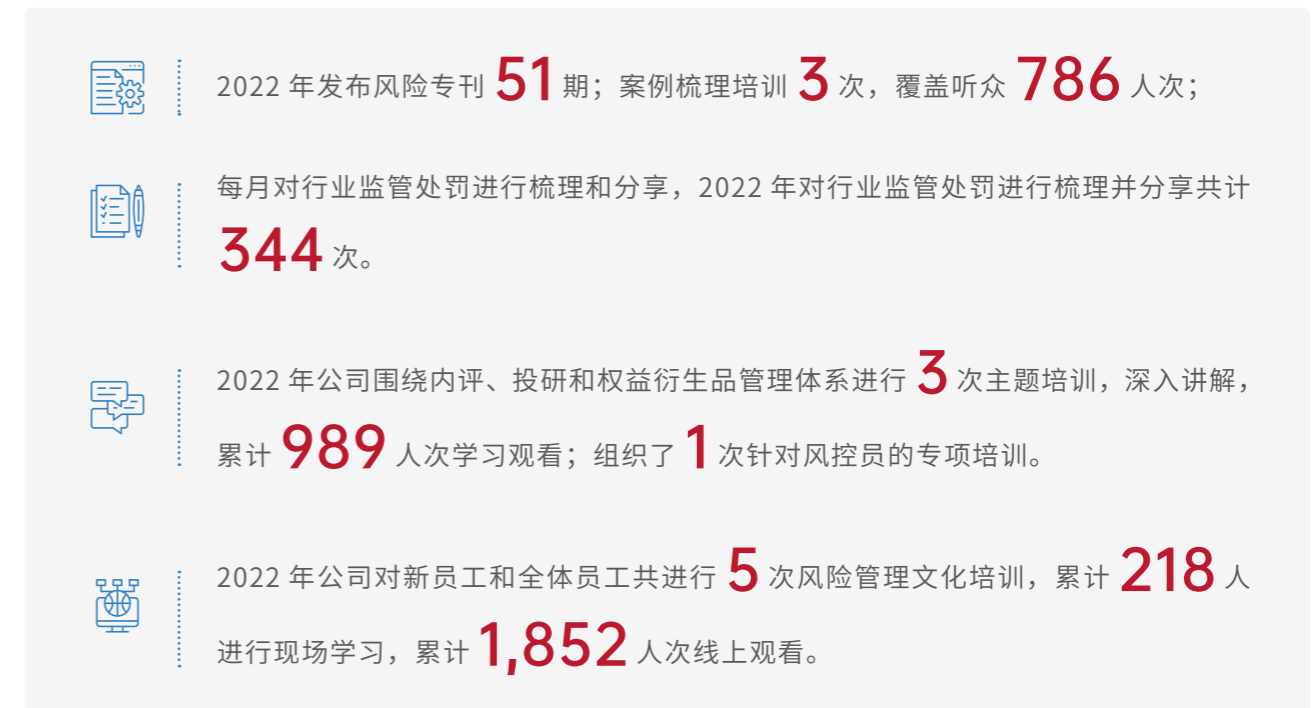 2022 年发布风险专刊 51 期；案例梳理培训 3 次，覆盖听众 786 人次；
每月对行业监管处罚进行梳理和分享，2022 年对行业监管处罚进行梳理并分享共计
344 次。
2022 年公司围绕内评、投研和权益衍生品管理体系进行 3 次主题培训，深入讲解，
累计 989 人次学习观看；组织了 1 次针对风控员的专项培训。
2022 年公司对新员工和全体员工共进行 5 次风险管理文化培训，累计 218 人
进行现场学习，累计 1,852 人次线上观看。